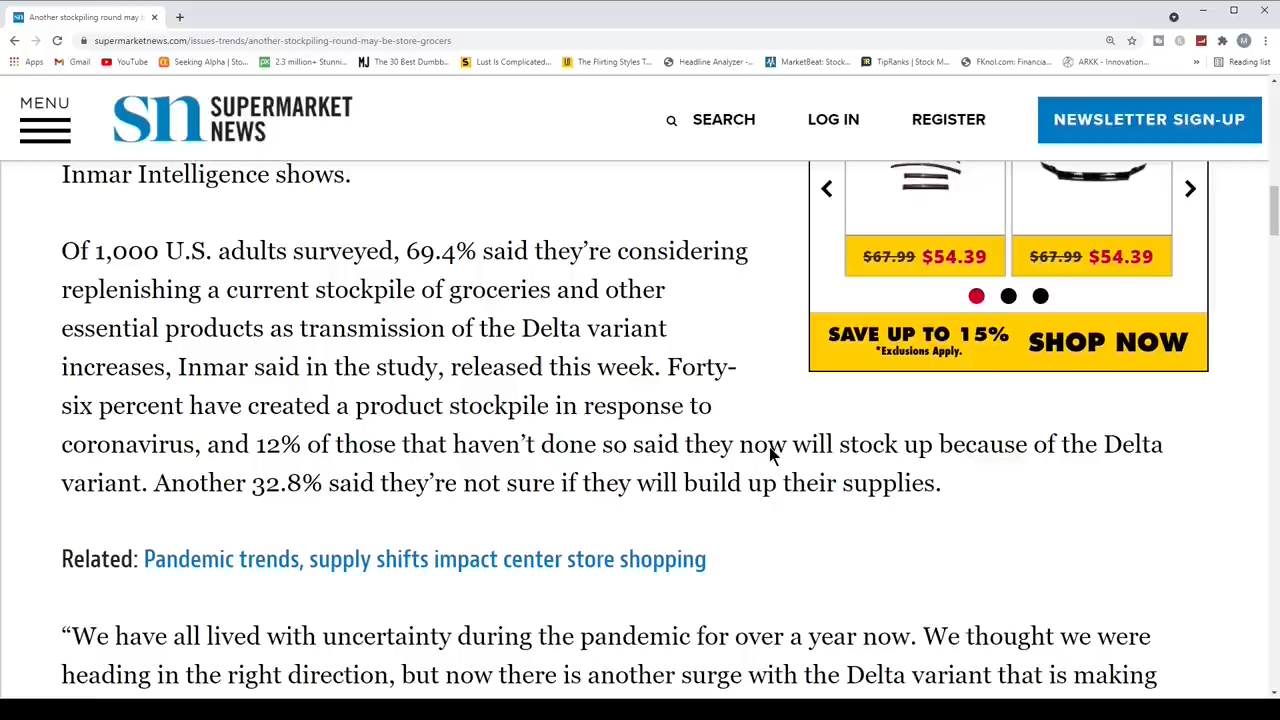 Another stockpiling round may b
supermarketnews.com/issues-trends/another-stockpiling-round-may-be-store-grocers
M
Apps
Gmail
YouTube
Seeking Alpha | Sto...
2.3 million+ Stunni...
The 30 Best Dumbb...
Lust Is Complicated...
The Flirting Styles T...
Headline Analyzer -...
MarketBeat: Stock...
TipRanks | Stock M...
FKnol.com: Financia...
ARKK - Innovation...
»
Reading list
MENU
sn SUPERMARKET
NEWS
SEARCH
LOG IN
REGISTER
NEWSLETTER SIGN-UP
Inmar Intelligence shows.
Of 1,000 U.S. adults surveyed, 69.4% said they’re considering
replenishing a current stockpile of groceries and other
essential products as transmission of the Delta variant
increases, Inmar said in the study, released this week. Forty-
six percent have created a product stockpile in response to
coronavirus, and 12% of those that haven’t done so said they now will stock up because of the Delta
variant. Another 32.8% said they’re not sure if they will build up their supplies.
$67.99 $54.39
$67.99 $54.39
SAVE UP TO 15%
*Exclusions Apply.
SHOP NOW
Related: Pandemic trends, supply shifts impact center store shopping
“We have all lived with uncertainty during the pandemic for over a year now. We thought we were
heading in the right direction, but now there is another surge with the Delta variant that is making